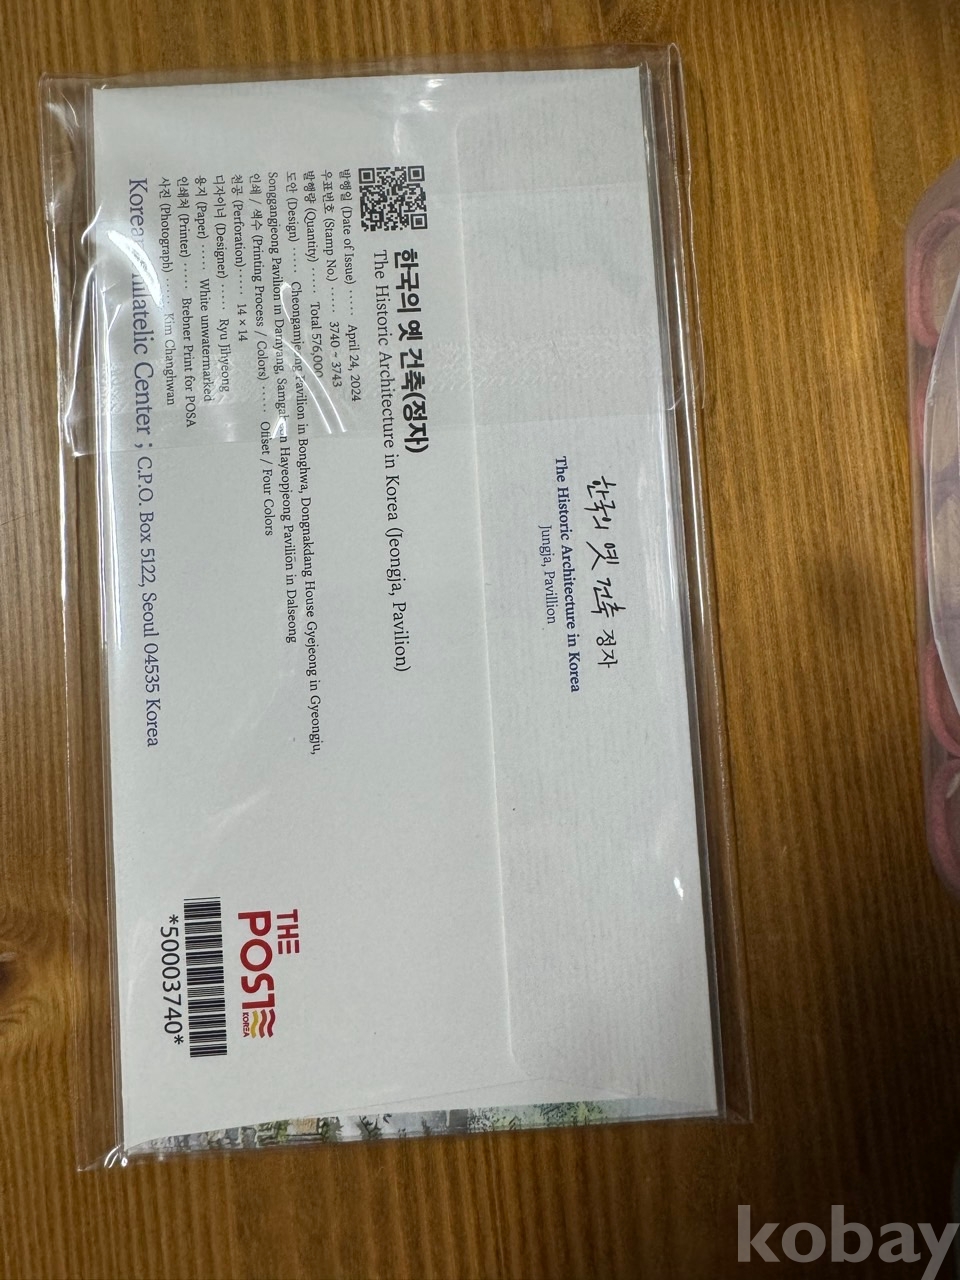 한국의 옛 건축 정자
The Historic Architecture in Korea
Jungja, Pavillion
한국의 옛 건축(정자)
The Historic Architecture in Korea (Jeongja, Pavilion)
발행일 (Date of Issue) ····· April 24, 2024
우표번호 (Stamp No.) ····· 3740 ~ 3743
발행량 (Quantity) ····· Total 576,000
도안 (Design) ····· Cheongamjeong Pavilion in Bonghwa, Dongnakdang House Gyejeong in Gyeongju,
Songgangjeong Pavilion in Damyang, Hayeopjeong Pavilion in Dalseong
인쇄 / 색수 (Printing Process / Colors) ····· Offset / Four Colors
천공 (Perforation) ····· 14 × 14
디자이너 (Designer) ····· Ryu Jihyeong
용지 (Paper) ····· White unwatermarked
인쇄처 (Printer) ····· Brebner Print for POSA
사진 (Photograph) ····· Kim Changhwan
Korean Philatelic Center ; C.P.O. Box 5122, Seoul 04535 Korea
THE
POST
KOREA
*50003740*
kobay